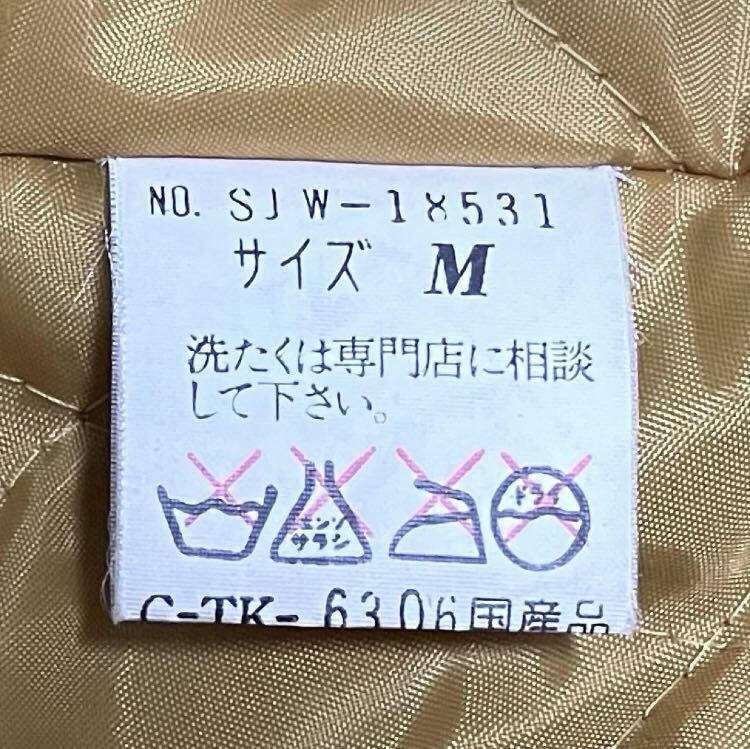 NO. SJW-18531
サイズ M
洗たくは専門店に相談
して下さい。
エンソ
サラシ
ドライ
C-TK- 6306国産品